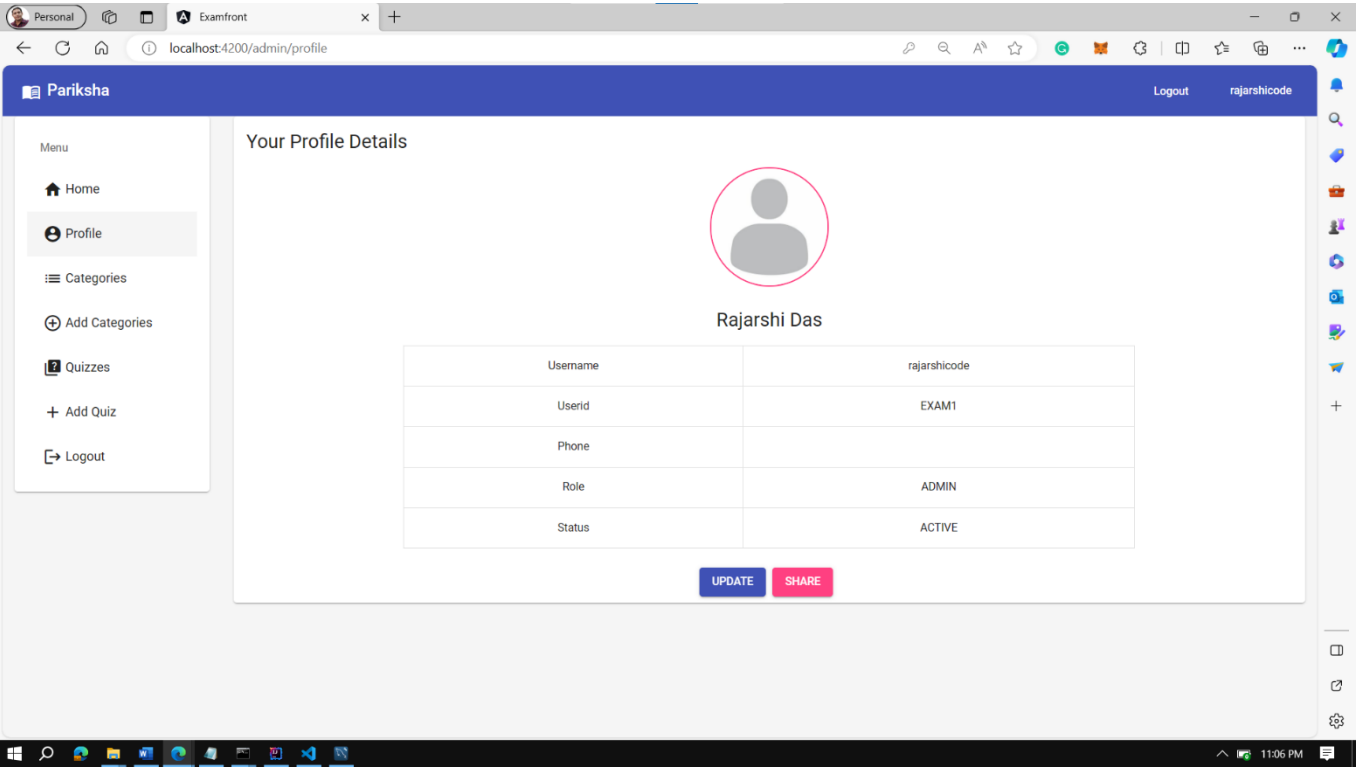 Personal
Examfront
localhost:4200/admin/profile
Pariksha
Logout
rajarshicode
Menu
Home
Profile
Categories
Add Categories
Quizzes
Add Quiz
Logout
Your Profile Details
Rajarshi Das
Username rajarshicode
Userid EXAM1
Phone
Role ADMIN
Status ACTIVE
UPDATE SHARE
11:06 PM